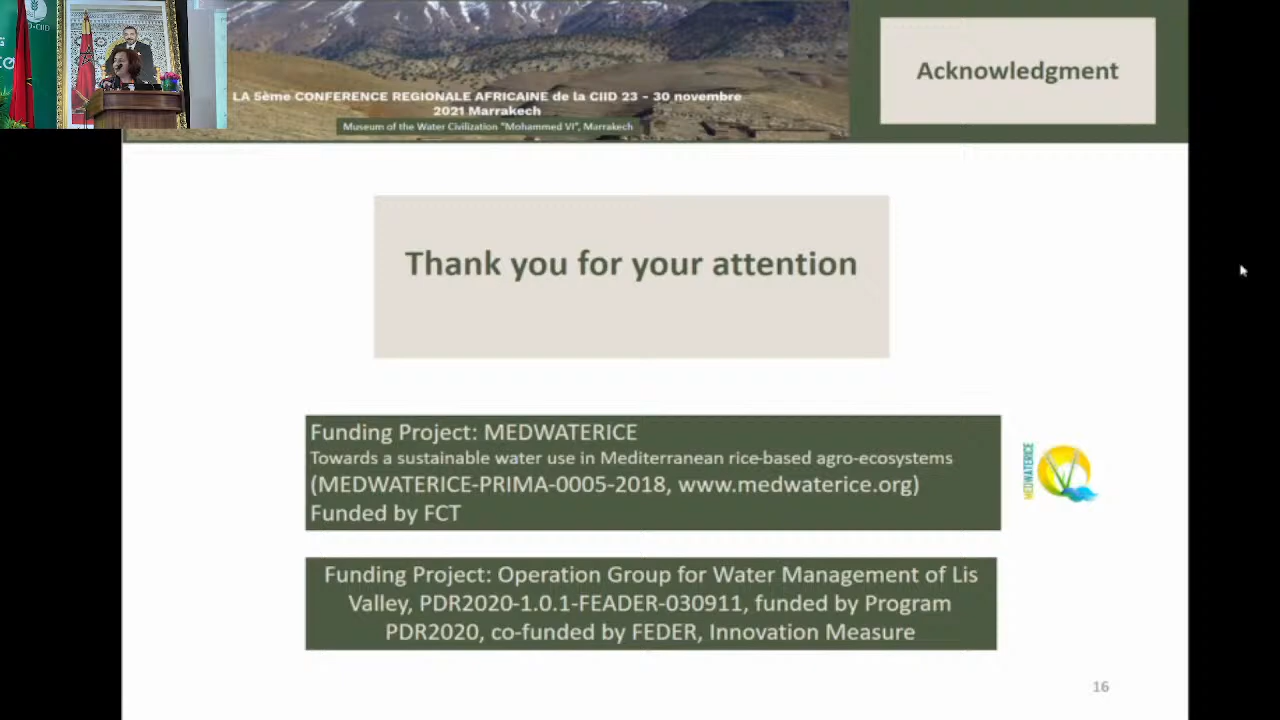 -CIID
LA 5ème CONFERENCE REGIONALE AFRICAINE de la CIID 23 – 30 novembre
2021 Marrakech
Museum of the Water Civilization "Mohammed VI", Marrakech
Acknowledgment
Thank you for your attention
Funding Project: MEDWATERICE
Towards a sustainable water use in Mediterranean rice-based agro-ecosystems
(MEDWATERICE-PRIMA-0005-2018, www.medwaterice.org)
Funded by FCT
MEDWATERICE
Funding Project: Operation Group for Water Management of Lis
Valley, PDR2020-1.0.1-FEADER-030911, funded by Program
PDR2020, co-funded by FEDER, Innovation Measure
16